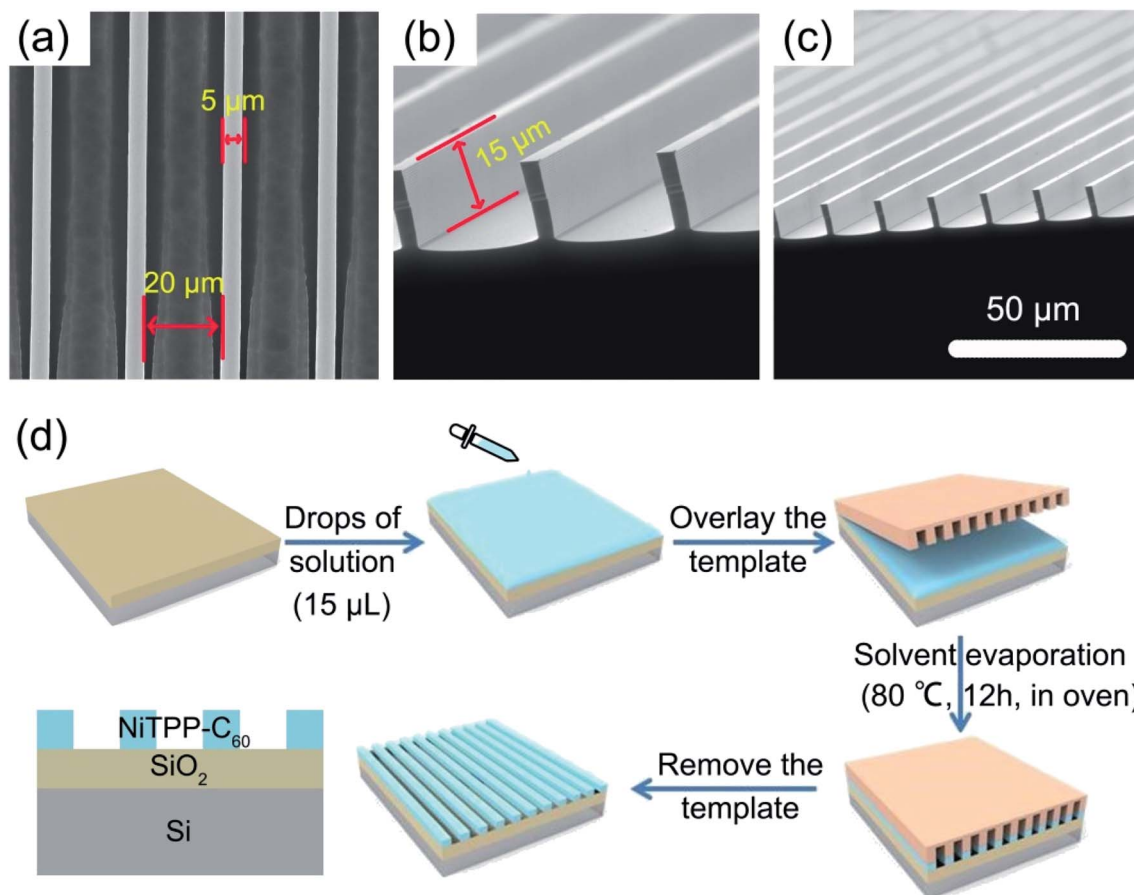 (a)
5 μm
20 μm
(b)
15 μm
(c)
50 μm
(d)
Drops of
solution
(15 μL)
Overlay the
template
Solvent evaporation
(80 ℃, 12h, in oven)
Remove the
template
NiTPP-C₆₀
SiO₂
Si